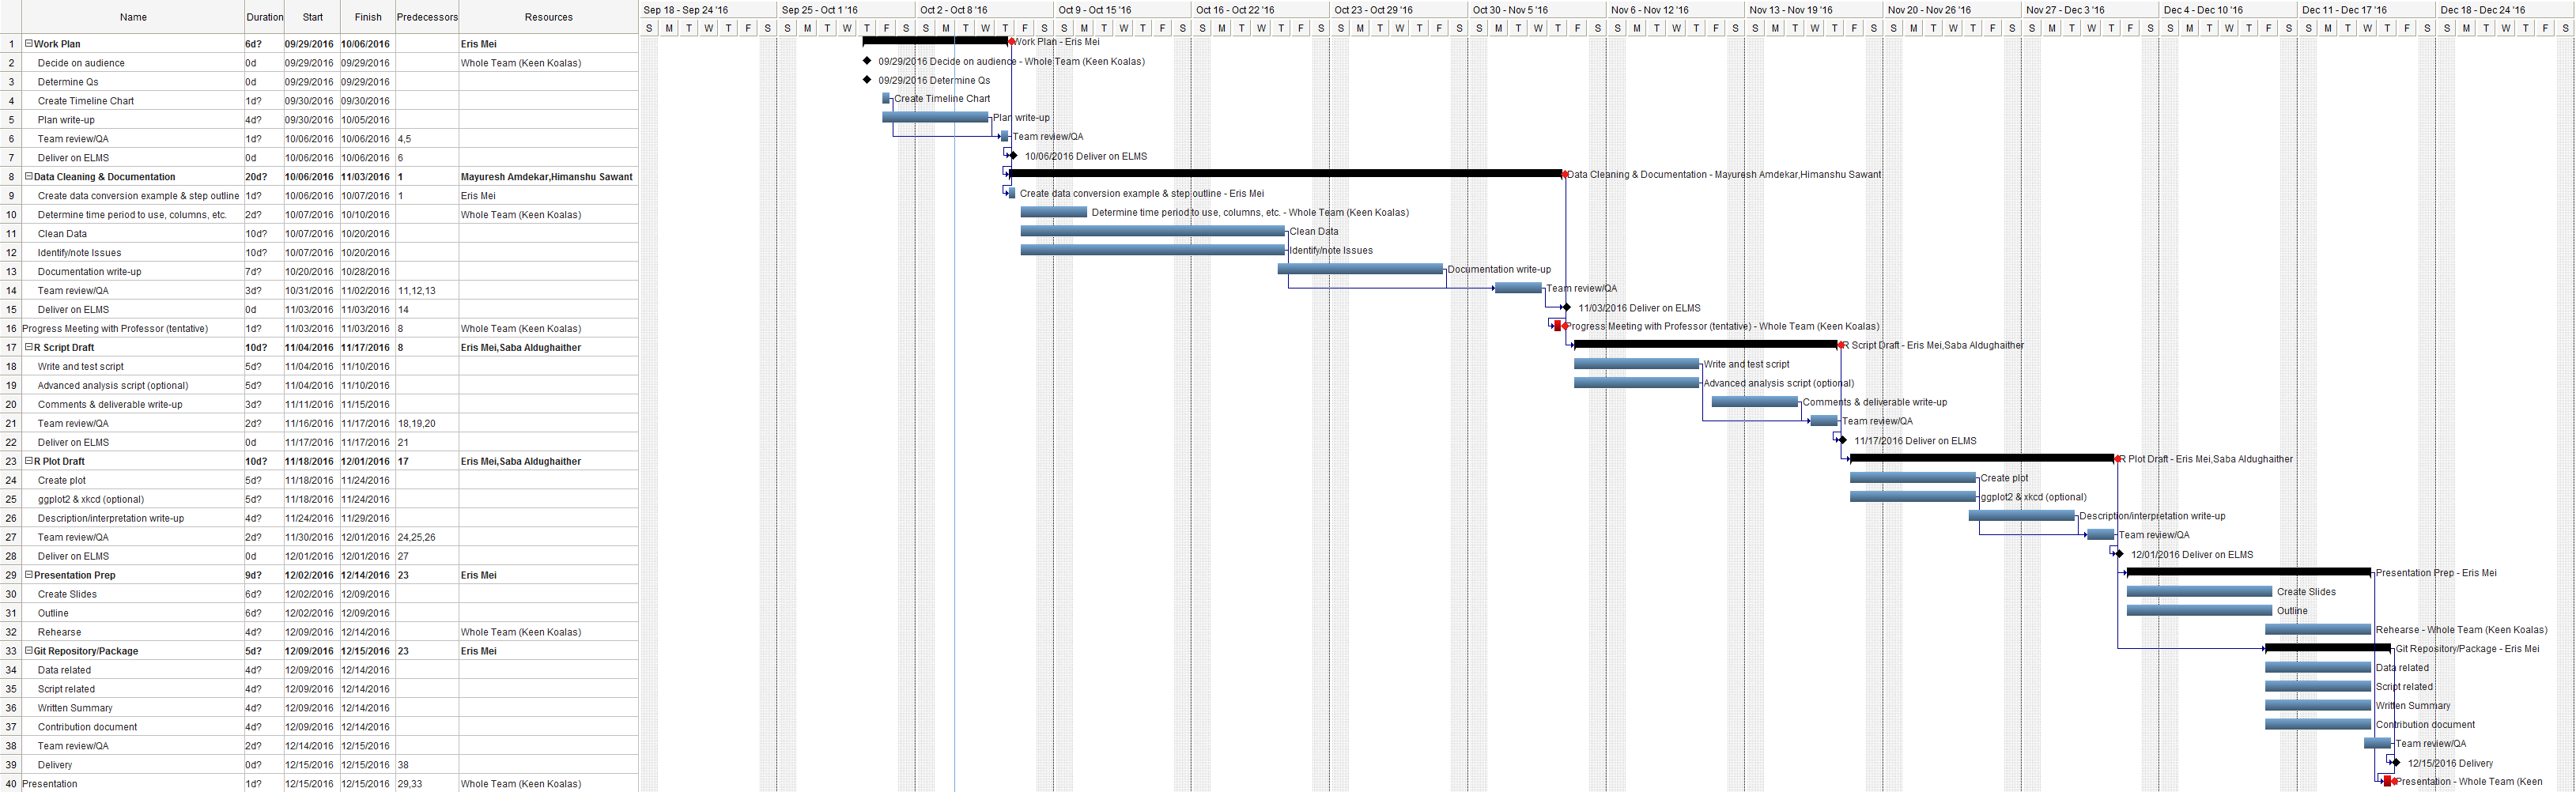 Name Duration Start Finish Predecessors Resources
Sep 18 - Sep 24 '16 Sep 25 - Oct 1 '16 Oct 2 - Oct 8 '16 Oct 9 - Oct 15 '16 Oct 16 - Oct 22 '16 Oct 23 - Oct 29 '16 Oct 30 - Nov 5 '16 Nov 6 - Nov 12 '16 Nov 13 - Nov 19 '16 Nov 20 - Nov 26 '16 Nov 27 - Dec 3 '16 Dec 4 - Dec 10 '16 Dec 11 - Dec 17 '16 Dec 18 - Dec 24 '16
S M T W T F S S M T W T F S S M T W T F S S M T W T F S S M T W T F S S M T W T F S S M T W T F S S M T W T F S S M T W T F S S M T W T F S S M T W T F S S M T W T F S S M T W T F S S M T W T F S
1 Work Plan 6d? 09/29/2016 10/06/2016 Eris Mei Work Plan - Eris Mei
2 Decide on audience 0d 09/29/2016 09/29/2016 Whole Team (Keen Koalas) 09/29/2016 Decide on audience - Whole Team (Keen Koalas)
3 Determine Qs 0d 09/29/2016 09/29/2016 09/29/2016 Determine Qs
4 Create Timeline Chart 1d? 09/30/2016 09/30/2016 Create Timeline Chart
5 Plan write-up 4d? 09/30/2016 10/05/2016 Plan write-up
6 Team review/QA 1d? 10/06/2016 10/06/2016 4,5 Team review/QA
7 Deliver on ELMS 0d 10/06/2016 10/06/2016 6 10/06/2016 Deliver on ELMS
8 Data Cleaning & Documentation 20d? 10/06/2016 11/03/2016 1 Mayuresh Amdekar,Himanshu Sawant Data Cleaning & Documentation - Mayuresh Amdekar,Himanshu Sawant
9 Create data conversion example & step outline 1d? 10/06/2016 10/07/2016 1 Eris Mei Create data conversion example & step outline - Eris Mei
10 Determine time period to use, columns, etc. 2d? 10/07/2016 10/10/2016 Whole Team (Keen Koalas) Determine time period to use, columns, etc. - Whole Team (Keen Koalas)
11 Clean Data 10d? 10/07/2016 10/20/2016 Clean Data
12 Identify/note Issues 10d? 10/07/2016 10/20/2016 Identify/note Issues
13 Documentation write-up 7d? 10/20/2016 10/28/2016 Documentation write-up
14 Team review/QA 3d? 10/31/2016 11/02/2016 11,12,13 Team review/QA
15 Deliver on ELMS 0d 11/03/2016 11/03/2016 14 11/03/2016 Deliver on ELMS
16 Progress Meeting with Professor (tentative) 1d? 11/03/2016 11/03/2016 8 Whole Team (Keen Koalas) Progress Meeting with Professor (tentative) - Whole Team (Keen Koalas)
17 R Script Draft 10d? 11/04/2016 11/17/2016 8 Eris Mei,Saba Aldughaither R Script Draft - Eris Mei,Saba Aldughaither
18 Write and test script 5d? 11/04/2016 11/10/2016 Write and test script
19 Advanced analysis script (optional) 5d? 11/04/2016 11/10/2016 Advanced analysis script (optional)
20 Comments & deliverable write-up 3d? 11/11/2016 11/15/2016 Comments & deliverable write-up
21 Team review/QA 2d? 11/16/2016 11/17/2016 18,19,20 Team review/QA
22 Deliver on ELMS 0d 11/17/2016 11/17/2016 21 11/17/2016 Deliver on ELMS
23 R Plot Draft 10d? 11/18/2016 12/01/2016 17 Eris Mei,Saba Aldughaither R Plot Draft - Eris Mei,Saba Aldughaither
24 Create plot 5d? 11/18/2016 11/24/2016 Create plot
25 ggplot2 & xkcd (optional) 5d? 11/18/2016 11/24/2016 ggplot2 & xkcd (optional)
26 Description/interpretation write-up 4d? 11/24/2016 11/29/2016 Description/interpretation write-up
27 Team review/QA 2d? 11/30/2016 12/01/2016 24,25,26 Team review/QA
28 Deliver on ELMS 0d 12/01/2016 12/01/2016 27 12/01/2016 Deliver on ELMS
29 Presentation Prep 9d? 12/02/2016 12/14/2016 23 Eris Mei Presentation Prep - Eris Mei
30 Create Slides 6d? 12/02/2016 12/09/2016 Create Slides
31 Outline 6d? 12/02/2016 12/09/2016 Outline
32 Rehearse 4d? 12/09/2016 12/14/2016 Whole Team (Keen Koalas) Rehearse - Whole Team (Keen Koalas)
33 Git Repository/Package 5d? 12/09/2016 12/15/2016 23 Eris Mei Git Repository/Package - Eris Mei
34 Data related 4d? 12/09/2016 12/14/2016 Data related
35 Script related 4d? 12/09/2016 12/14/2016 Script related
36 Written Summary 4d? 12/09/2016 12/14/2016 Written Summary
37 Contribution document 4d? 12/09/2016 12/14/2016 Contribution document
38 Team review/QA 2d? 12/14/2016 12/15/2016 Team review/QA
39 Delivery 0d? 12/15/2016 12/15/2016 38 12/15/2016 Delivery
40 Presentation 1d? 12/15/2016 12/15/2016 29,33 Whole Team (Keen Koalas) Presentation - Whole Team (Keen